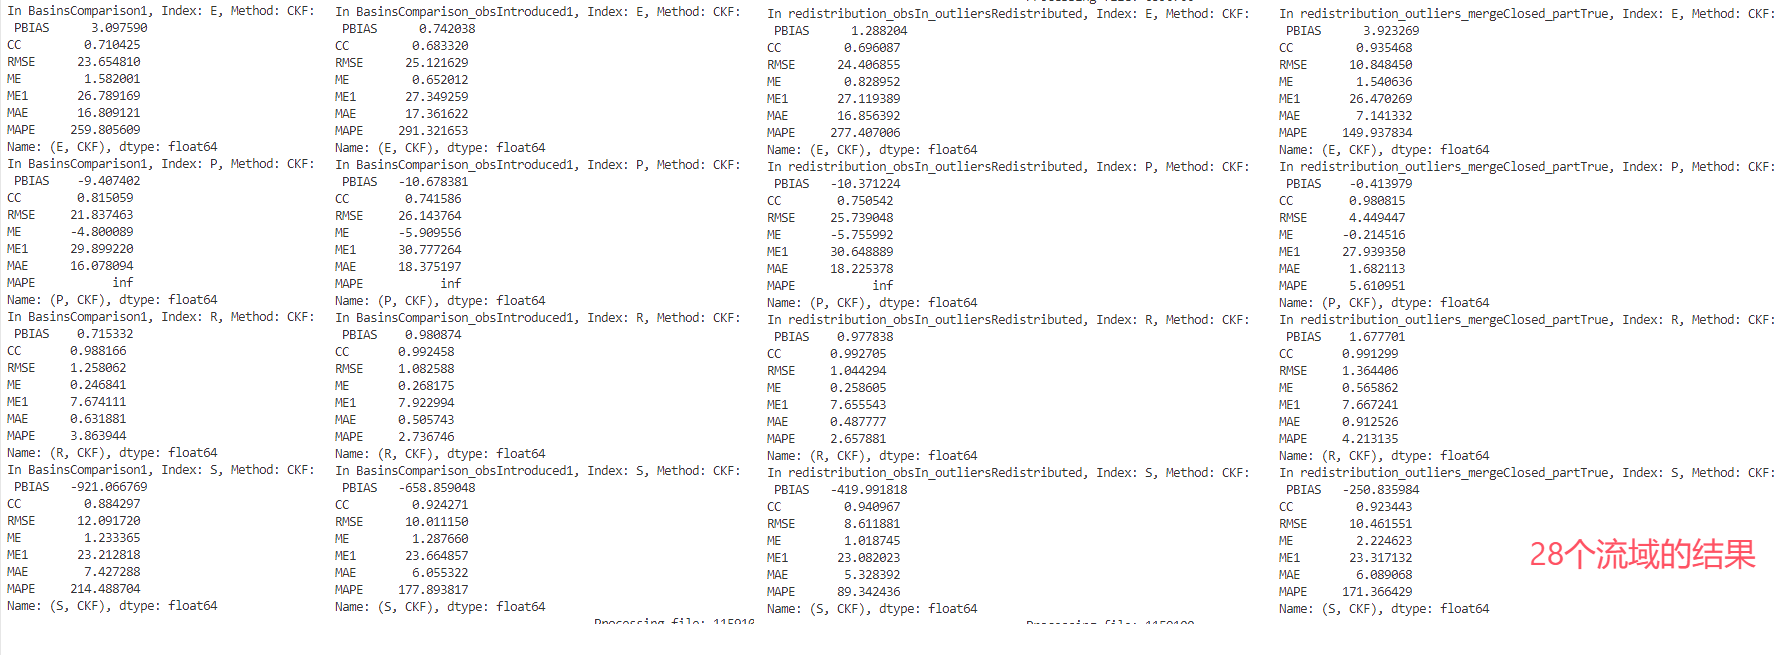 In BasinsComparison1, Index: E, Method: CKF:
PBIAS 3.097590
CC 0.710425
RMSE 23.654810
ME 1.582001
ME1 26.789169
MAE 16.809121
MAPE 259.805609
Name: (E, CKF), dtype: float64
In BasinsComparison1, Index: P, Method: CKF:
PBIAS -9.407402
CC 0.815059
RMSE 21.837463
ME -4.800089
ME1 29.899220
MAE 16.078094
MAPE inf
Name: (P, CKF), dtype: float64
In BasinsComparison1, Index: R, Method: CKF:
PBIAS 0.715332
CC 0.988166
RMSE 1.258062
ME 0.246841
ME1 7.674111
MAE 0.631881
MAPE 3.863944
Name: (R, CKF), dtype: float64
In BasinsComparison1, Index: S, Method: CKF:
PBIAS -921.066769
CC 0.884297
RMSE 12.091720
ME 1.233365
ME1 23.212818
MAE 7.427288
MAPE 214.488704
Name: (S, CKF), dtype: float64
In BasinsComparison_obsIntroduced1, Index: E, Method: CKF:
PBIAS 0.742038
CC 0.683320
RMSE 25.121629
ME 0.652012
ME1 27.349259
MAE 17.361622
MAPE 291.321653
Name: (E, CKF), dtype: float64
In BasinsComparison_obsIntroduced1, Index: P, Method: CKF:
PBIAS -10.678381
CC 0.741586
RMSE 26.143764
ME -5.909556
ME1 30.777264
MAE 18.375197
MAPE inf
Name: (P, CKF), dtype: float64
In BasinsComparison_obsIntroduced1, Index: R, Method: CKF:
PBIAS 0.980874
CC 0.992458
RMSE 1.082588
ME 0.268175
ME1 7.922994
MAE 0.505743
MAPE 2.736746
Name: (R, CKF), dtype: float64
In BasinsComparison_obsIntroduced1, Index: S, Method: CKF:
PBIAS -658.859048
CC 0.924271
RMSE 10.011150
ME 1.287660
ME1 23.664857
MAE 6.055322
MAPE 177.893817
Name: (S, CKF), dtype: float64
Processing file: 115910
In redistribution_obsIn_outliersRedistributed, Index: E, Method: CKF:
PBIAS 1.288204
CC 0.696087
RMSE 24.406855
ME 0.828952
ME1 27.119389
MAE 16.856392
MAPE 277.407006
Name: (E, CKF), dtype: float64
In redistribution_obsIn_outliersRedistributed, Index: P, Method: CKF:
PBIAS -10.371224
CC 0.750542
RMSE 25.739048
ME -5.755992
ME1 30.648889
MAE 18.225378
MAPE inf
Name: (P, CKF), dtype: float64
In redistribution_obsIn_outliersRedistributed, Index: R, Method: CKF:
PBIAS 0.977838
CC 0.992705
RMSE 1.044294
ME 0.258605
ME1 7.655543
MAE 0.487777
MAPE 2.657881
Name: (R, CKF), dtype: float64
In redistribution_obsIn_outliersRedistributed, Index: S, Method: CKF:
PBIAS -419.991818
CC 0.940967
RMSE 8.611881
ME 1.018745
ME1 23.082023
MAE 5.328392
MAPE 89.342436
Name: (S, CKF), dtype: float64
In redistribution_outliers_mergeClosed_partTrue, Index: E, Method: CKF:
PBIAS 3.923269
CC 0.935468
RMSE 10.848450
ME 1.540636
ME1 26.470269
MAE 7.141332
MAPE 149.937834
Name: (E, CKF), dtype: float64
In redistribution_outliers_mergeClosed_partTrue, Index: P, Method: CKF:
PBIAS -0.413979
CC 0.980815
RMSE 4.449447
ME -0.214516
ME1 27.939350
MAE 1.682113
MAPE 5.610951
Name: (P, CKF), dtype: float64
In redistribution_outliers_mergeClosed_partTrue, Index: R, Method: CKF:
PBIAS 1.677701
CC 0.991299
RMSE 1.364406
ME 0.565862
ME1 7.667241
MAE 0.912526
MAPE 4.213135
Name: (R, CKF), dtype: float64
In redistribution_outliers_mergeClosed_partTrue, Index: S, Method: CKF:
PBIAS -250.835984
CC 0.923443
RMSE 10.461551
ME 2.224623
ME1 23.317132
MAE 6.089068
MAPE 171.366429
Name: (S, CKF), dtype: float64
28个流域的结果